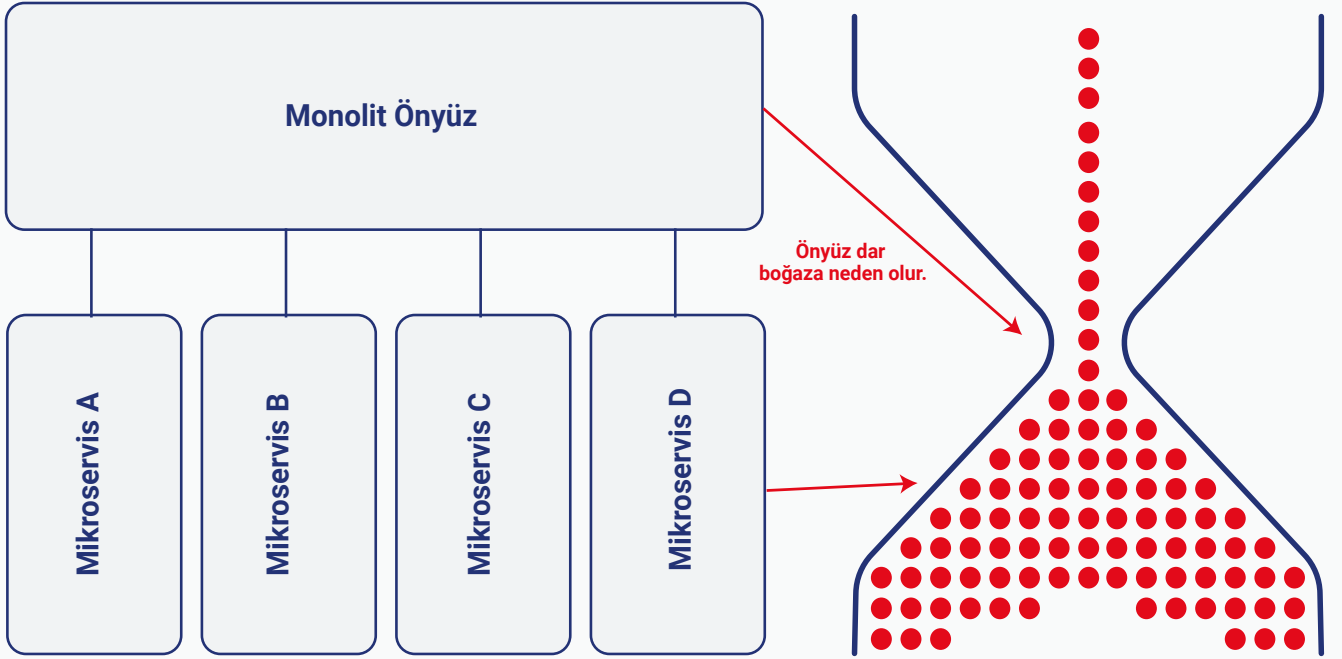 Monolit Önyüz
Önyüz dar
boğaza neden olur.
Mikroservis A
Mikroservis B
Mikroservis C
Mikroservis D